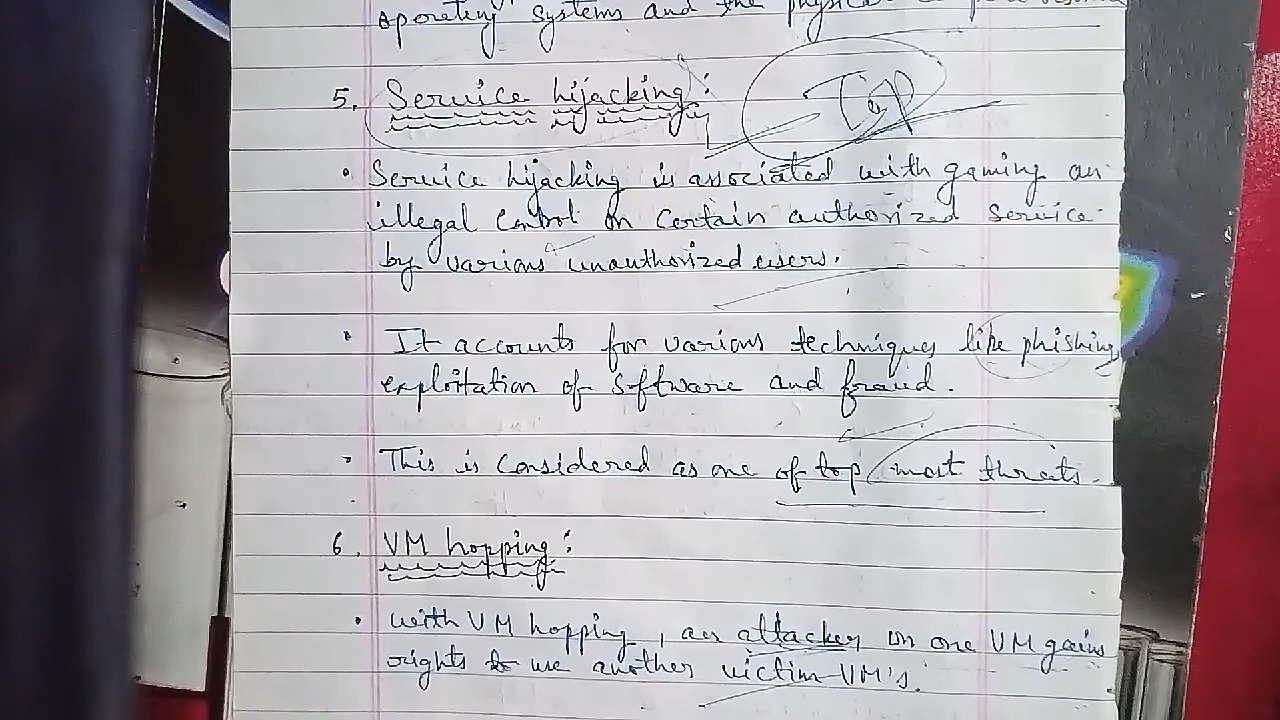 operating systems and the
5. Service hijacking:
Top
• Service hijacking is associated with gaining an
illegal control on certain authorized service
by various unauthorized users.
• It accounts for various techniques like phishing,
exploitation of software and fraud.
• This is considered as one of top most threats.
6. VM hopping:
• with VM hopping, an attacker on one VM gains
rights to use another victim VM's.